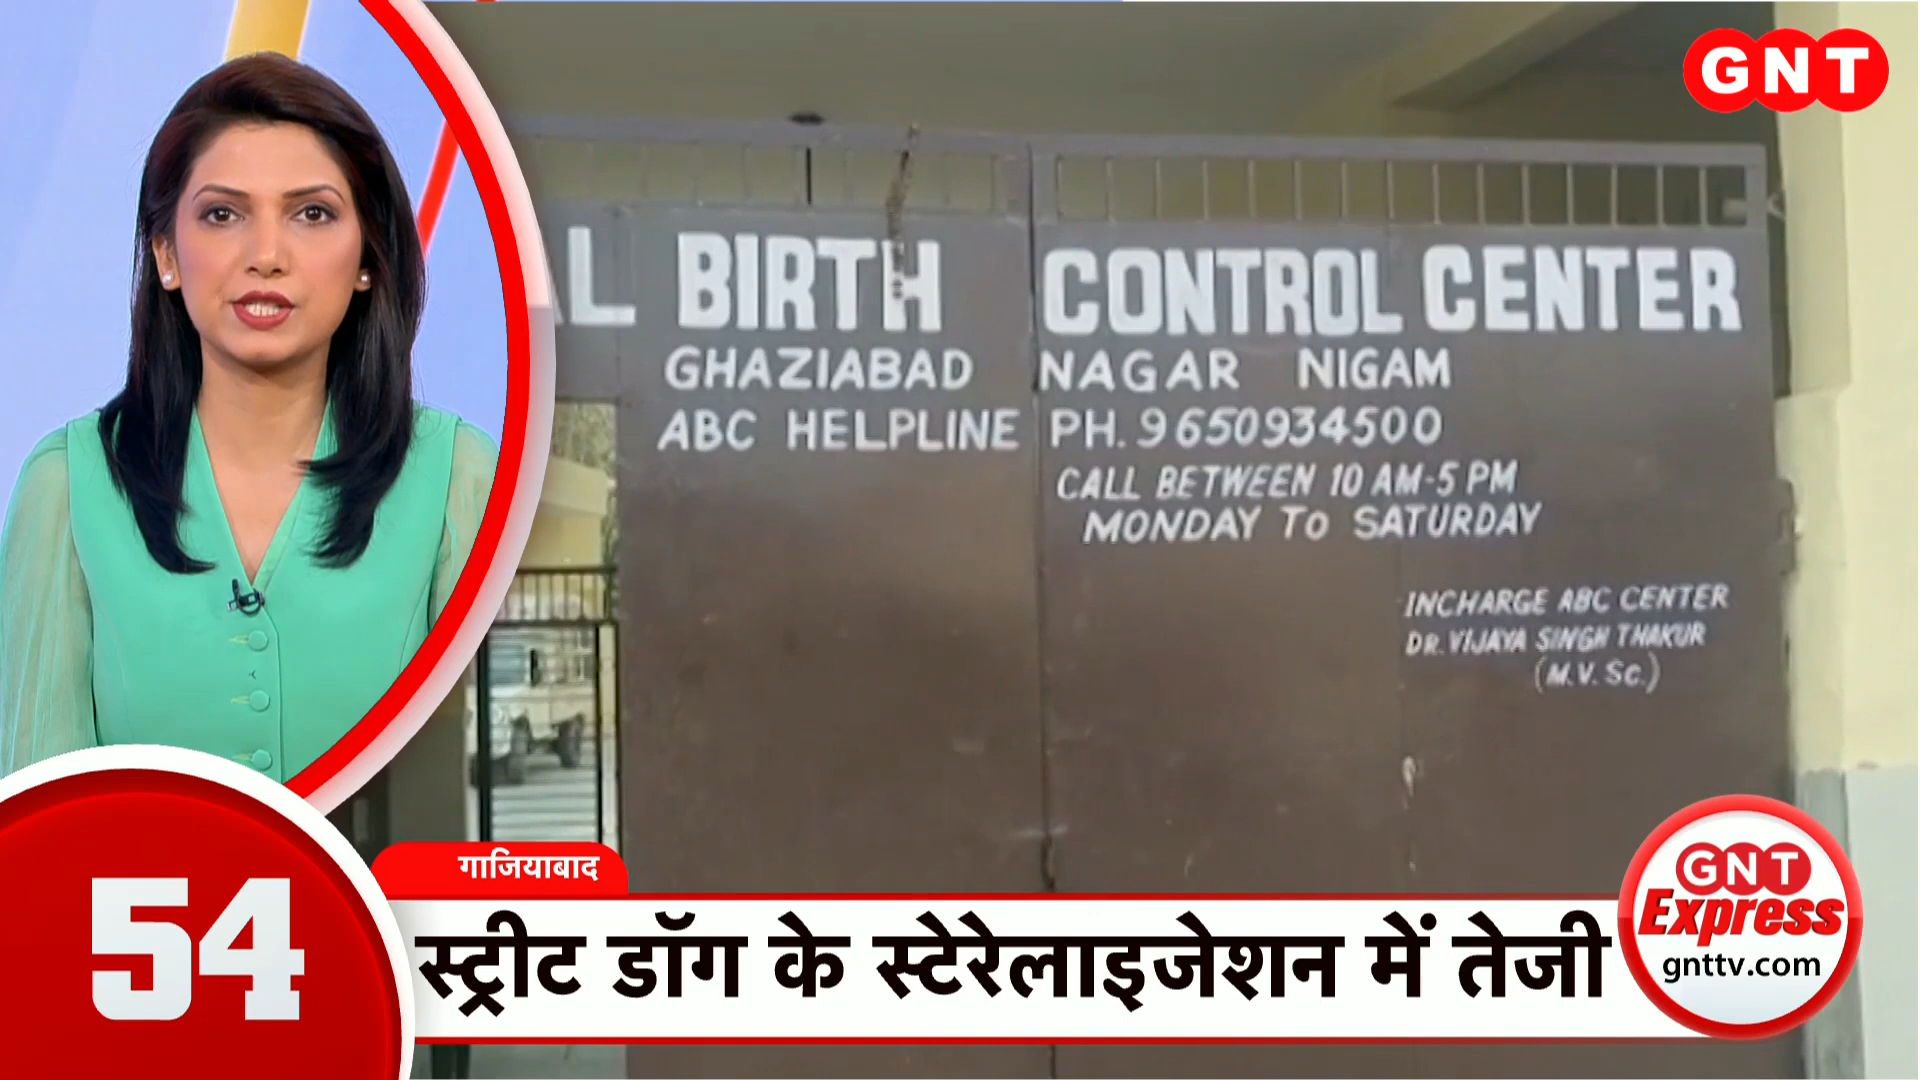 GNT
AL BIRTH CONTROL CENTER
GHAZIABAD NAGAR NIGAM
ABC HELPLINE PH. 9650934500
CALL BETWEEN 10 AM-5 PM
MONDAY To SATURDAY
INCHARGE ABC CENTER
DR. VIJAYA SINGH THAKUR
(M.V. Sc.)
गाजियाबाद
54
स्ट्रीट डॉग के स्टेरेलाइजेशन में तेजी
GNT
Express
gnttv.com